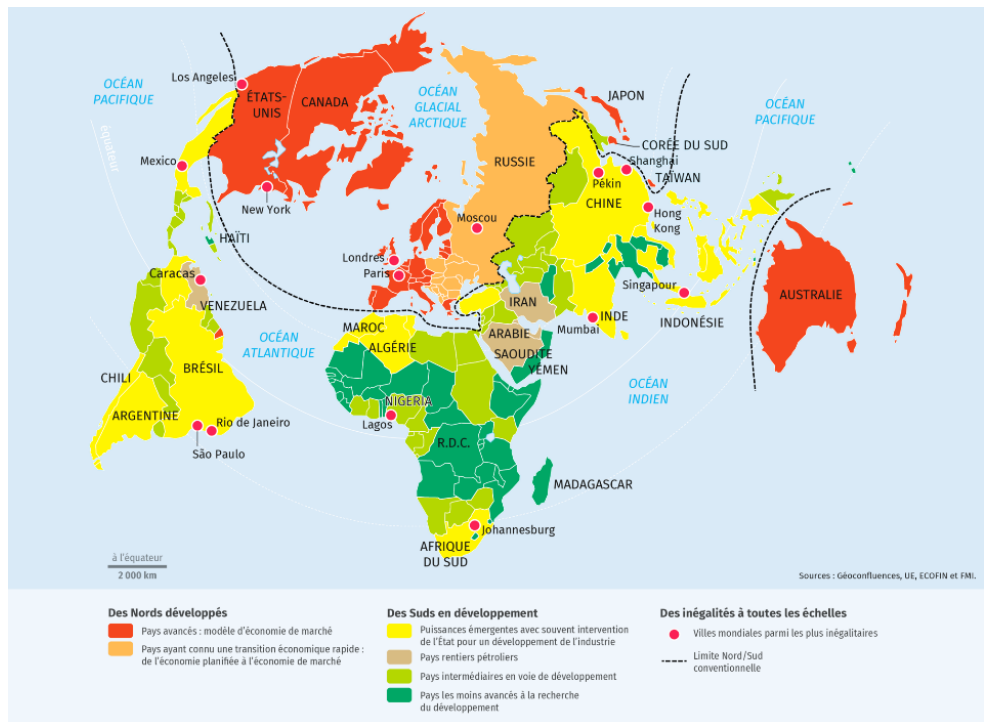 Los Angeles
OCÉAN
PACIFIQUE
ÉTATS-
UNIS
CANADA
OCÉAN
GLACIAL
ARCTIQUE
JAPON
OCÉAN
PACIFIQUE
équateur
Mexico
New York
RUSSIE
CORÉE DU SUD
Shanghai
TAÏWAN
Pékin
CHINE
Hong
Kong
Moscou
HAÏTI
Londres
Paris
Caracas
VENEZUELA
IRAN
Singapour
INDONÉSIE
AUSTRALIE
Mumbai
INDE
MAROC
ALGÉRIE
ARABIE
SAOUDITE
YÉMEN
OCÉAN
ATLANTIQUE
BRÉSIL
CHILI
ARGENTINE
OCÉAN
INDIEN
NIGERIA
Lagos
Rio de Janeiro
São Paulo
R.D.C.
MADAGASCAR
Johannesburg
AFRIQUE
DU SUD
à l'équateur
2 000 km
Sources : Géoconfluences, UE, ECOFIN et FMI.
Des Nords développés
Pays avancés : modèle d'économie de marché
Pays ayant connu une transition économique rapide :
de l'économie planifiée à l'économie de marché
Des Suds en développement
Puissances émergentes avec souvent intervention
de l'État pour un développement de l'industrie
Pays rentiers pétroliers
Pays intermédiaires en voie de développement
Pays les moins avancés à la recherche
du développement
Des inégalités à toutes les échelles
Villes mondiales parmi les plus inégalitaires
Limite Nord/Sud
conventionnelle